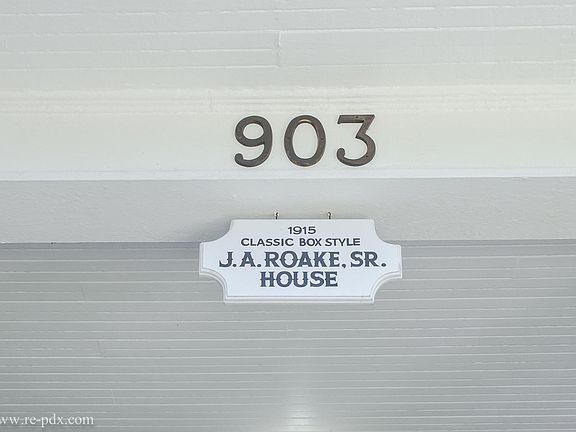 903
1915
CLASSIC BOX STYLE
J.A. ROAKE, SR.
HOUSE
www.re-pdx.com